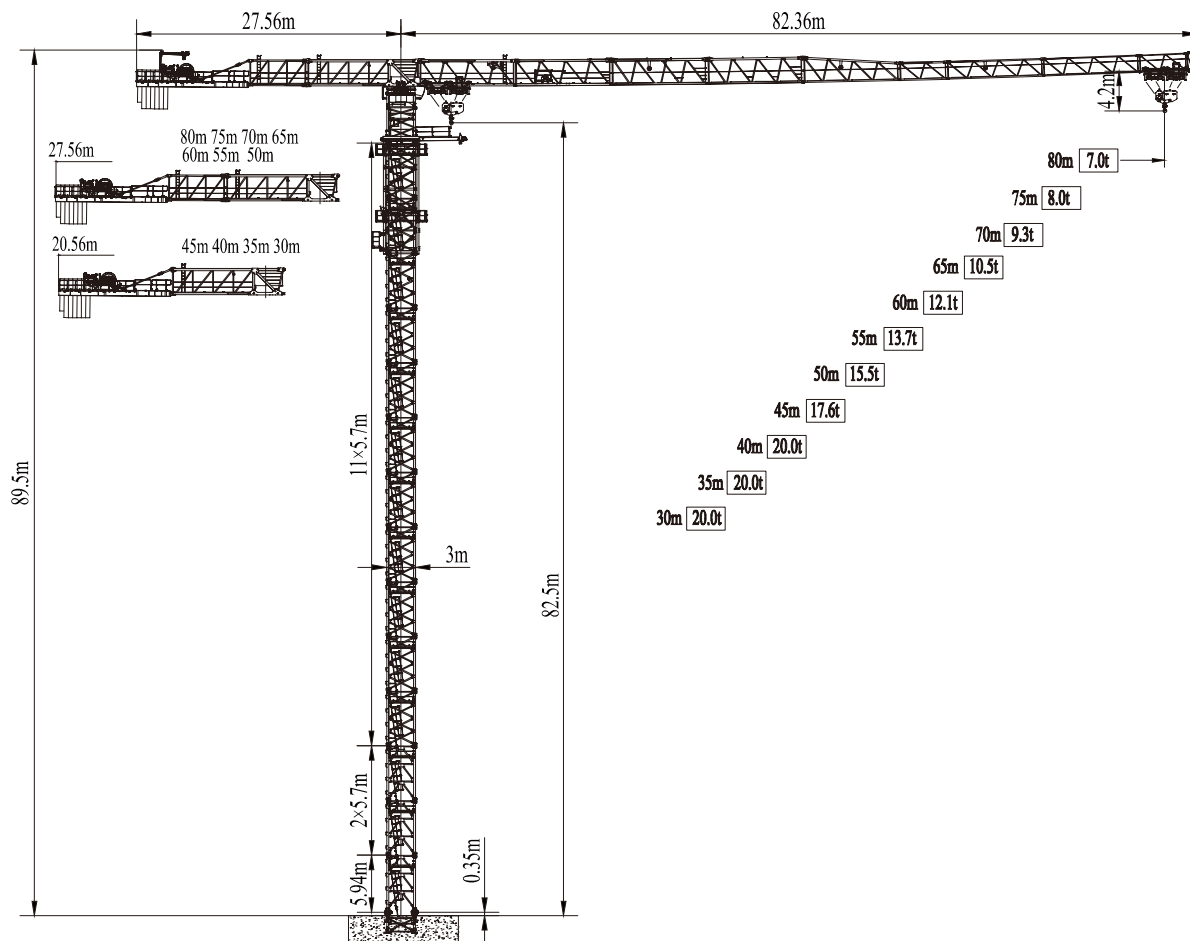 27.56m
82.36m
4.2m
80m 75m 70m 65m
60m 55m 50m
27.56m
80m 7.0t
75m 8.0t
70m 9.3t
20.56m
45m 40m 35m 30m
65m 10.5t
60m 12.1t
55m 13.7t
50m 15.5t
45m 17.6t
40m 20.0t
35m 20.0t
30m 20.0t
11×5.7m
89.5m
3m
82.5m
2×5.7m
5.94m
0.35m